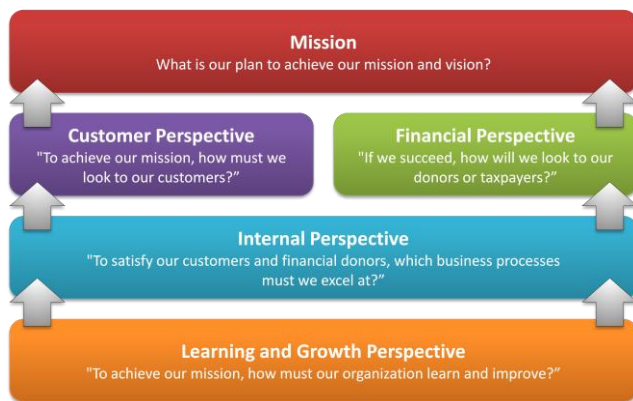 Mission
What is our plan to achieve our mission and vision?
Customer Perspective
"To achieve our mission, how must we
look to our customers?”
Financial Perspective
"If we succeed, how will we look to our
donors or taxpayers?”
Internal Perspective
"To satisfy our customers and financial donors, which business processes
must we excel at?”
Learning and Growth Perspective
"To achieve our mission, how must our organization learn and improve?”